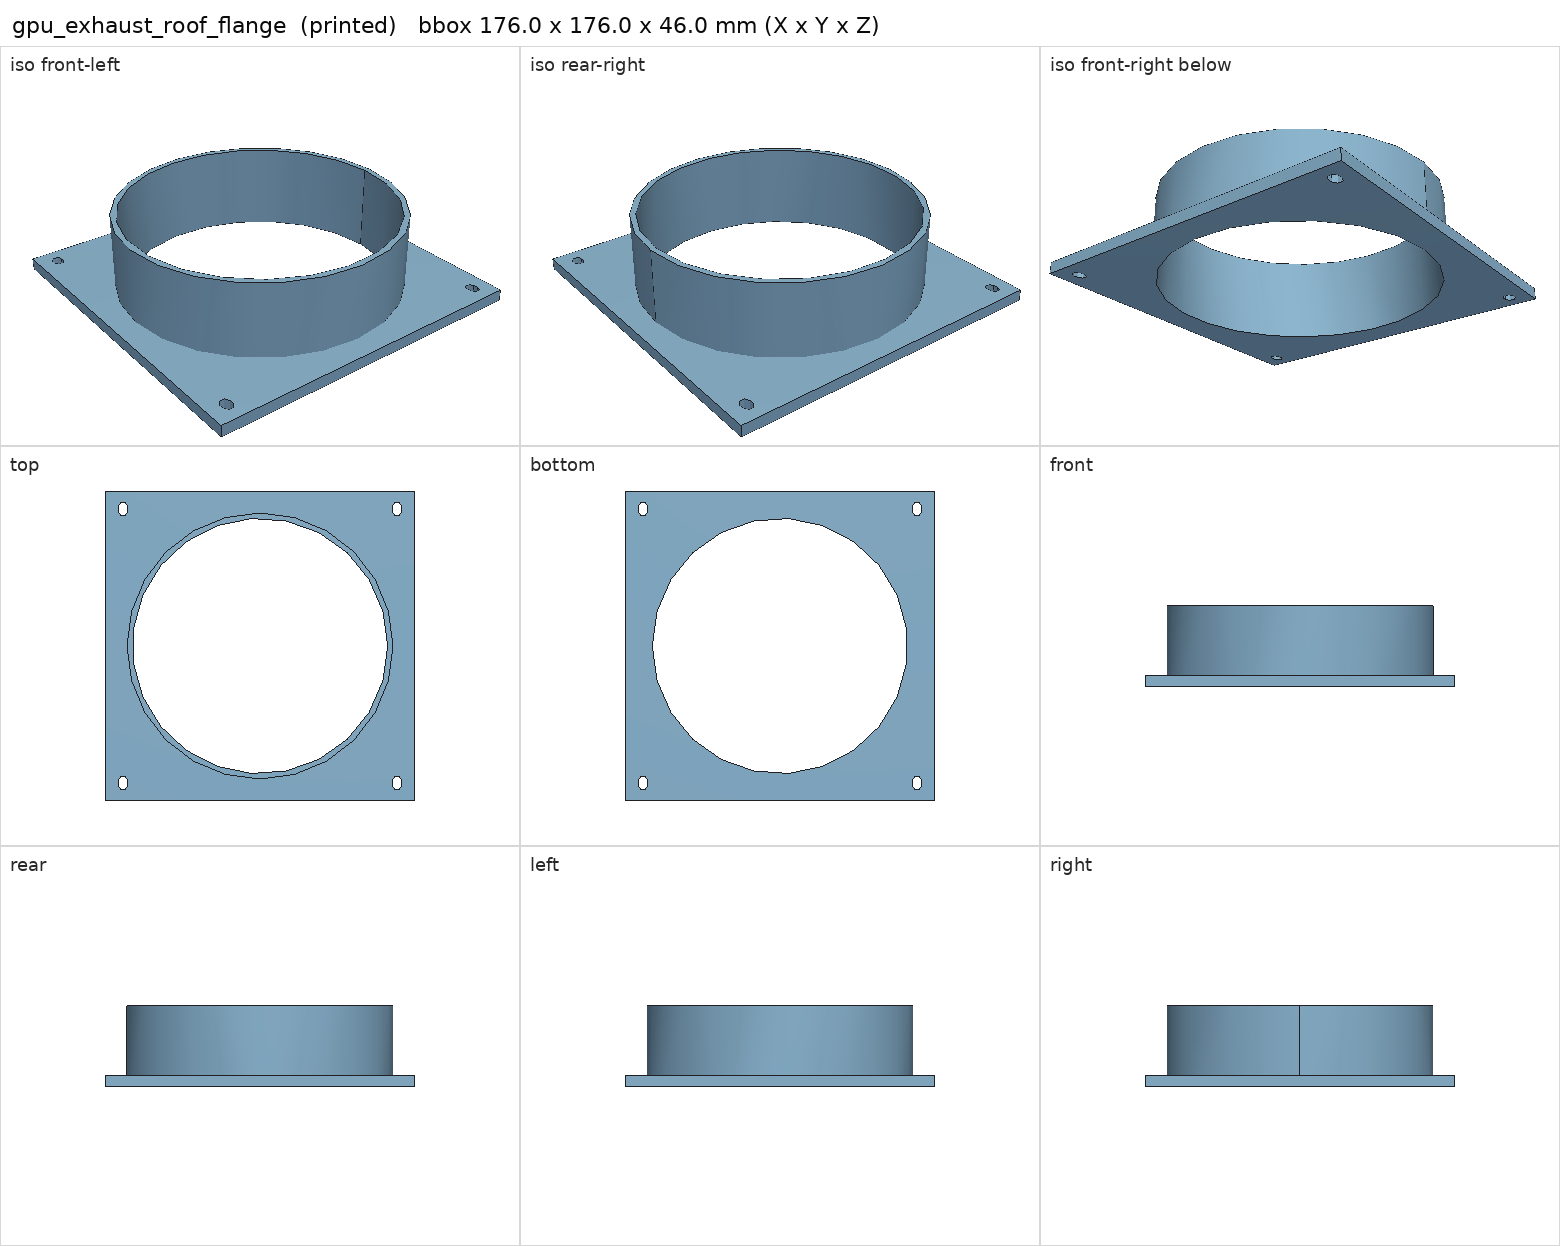 gpu_exhaust_roof_flange  (printed)   bbox 176.0 x 176.0 x 46.0 mm (X x Y x Z)
iso front-left
iso rear-right
iso front-right below
top
bottom
front
rear
left
right